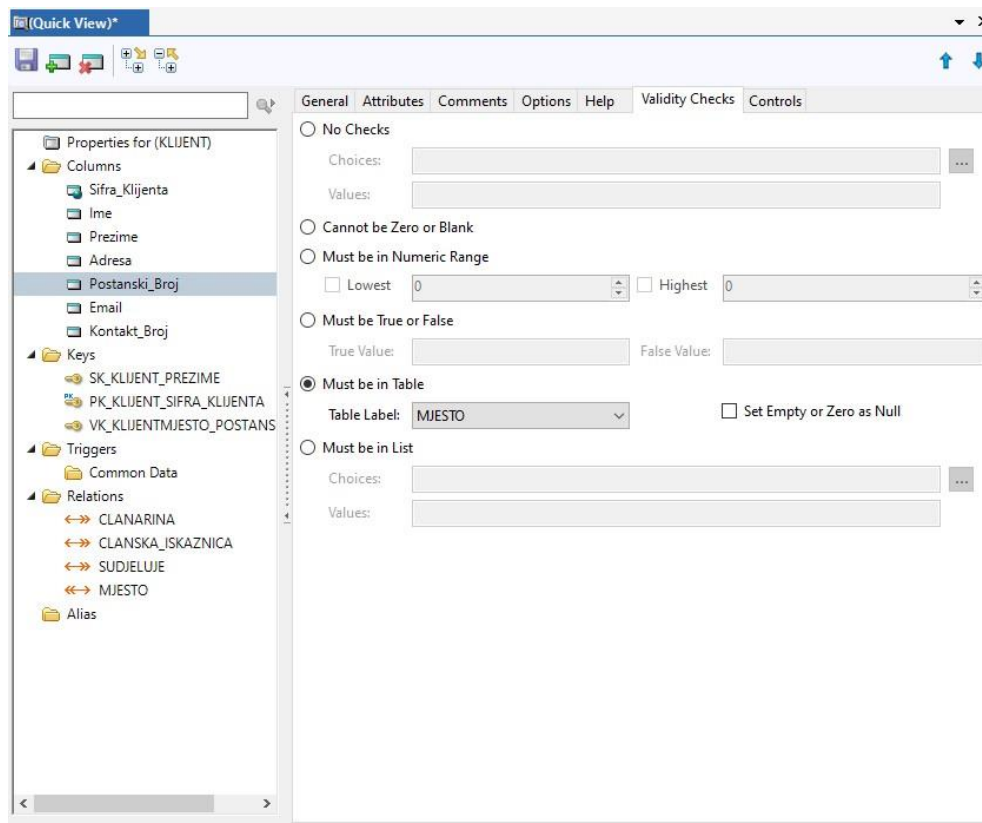 (Quick View)*
General Attributes Comments Options Help Validity Checks Controls
Properties for (KLIJENT)
Columns
Sifra_Klijenta
Ime
Prezime
Adresa
Postanski_Broj
Email
Kontakt_Broj
Keys
SK_KLIJENT_PREZIME
PK_KLIJENT_SIFRA_KLIJENTA
VK_KLIJENTMJESTO_POSTANS
Triggers
Common Data
Relations
CLANARINA
CLANSKA_ISKAZNICA
SUDJELUJE
MJESTO
Alias
No Checks
Choices: ...
Values:
Cannot be Zero or Blank
Must be in Numeric Range
Lowest 0 Highest 0
Must be True or False
True Value: False Value:
Must be in Table
Table Label: MJESTO Set Empty or Zero as Null
Must be in List
Choices: ...
Values: